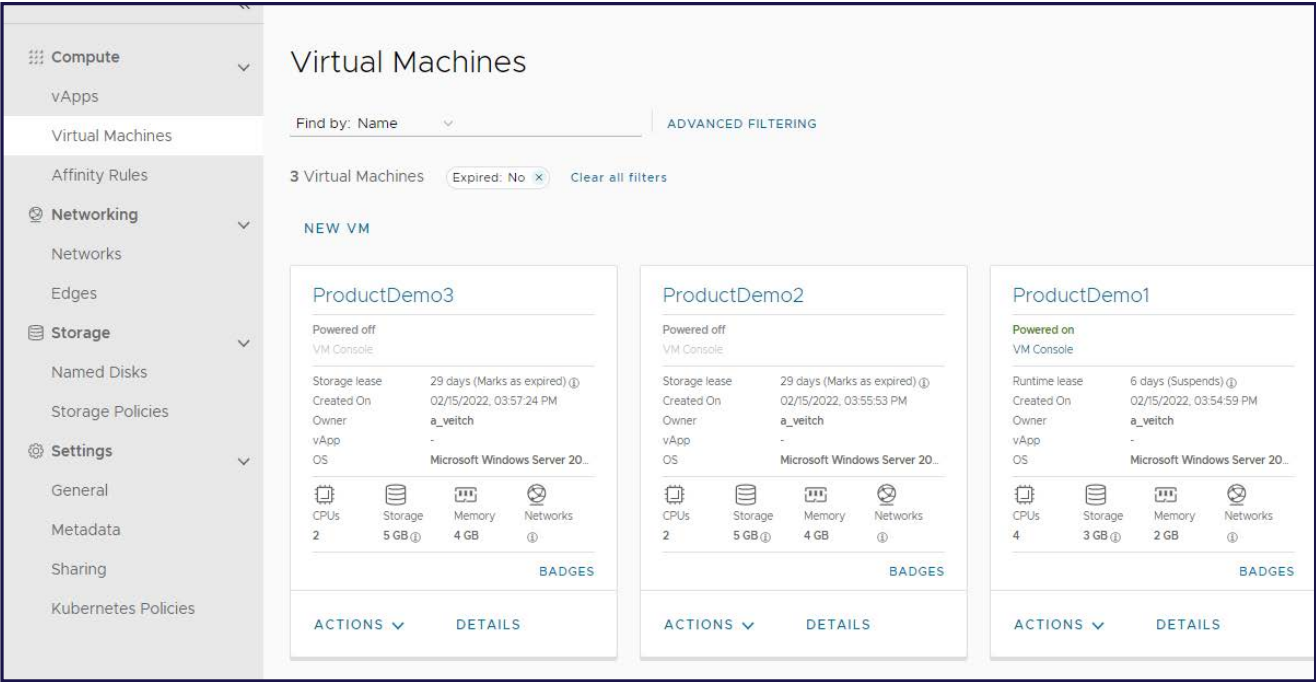 Compute
vApps
Virtual Machines
Affinity Rules
Networking
Networks
Edges
Storage
Named Disks
Storage Policies
Settings
General
Metadata
Sharing
Kubernetes Policies
Virtual Machines
Find by: Name
ADVANCED FILTERING
3 Virtual Machines Expired: No × Clear all filters
NEW VM
ProductDemo3
Powered off
VM Console
Storage lease 29 days (Marks as expired)
Created On 02/15/2022, 03:57:24 PM
Owner a_veitch
vApp -
OS Microsoft Windows Server 20...
CPUs Storage Memory Networks
2 5 GB 4 GB
BADGES
ACTIONS DETAILS
ProductDemo2
Powered off
VM Console
Storage lease 29 days (Marks as expired)
Created On 02/15/2022, 03:55:53 PM
Owner a_veitch
vApp -
OS Microsoft Windows Server 20...
CPUs Storage Memory Networks
2 5 GB 4 GB
BADGES
ACTIONS DETAILS
ProductDemo1
Powered on
VM Console
Runtime lease 6 days (Suspends)
Created On 02/15/2022, 03:54:59 PM
Owner a_veitch
vApp -
OS Microsoft Windows Server 20...
CPUs Storage Memory Networks
4 3 GB 2 GB
BADGES
ACTIONS DETAILS